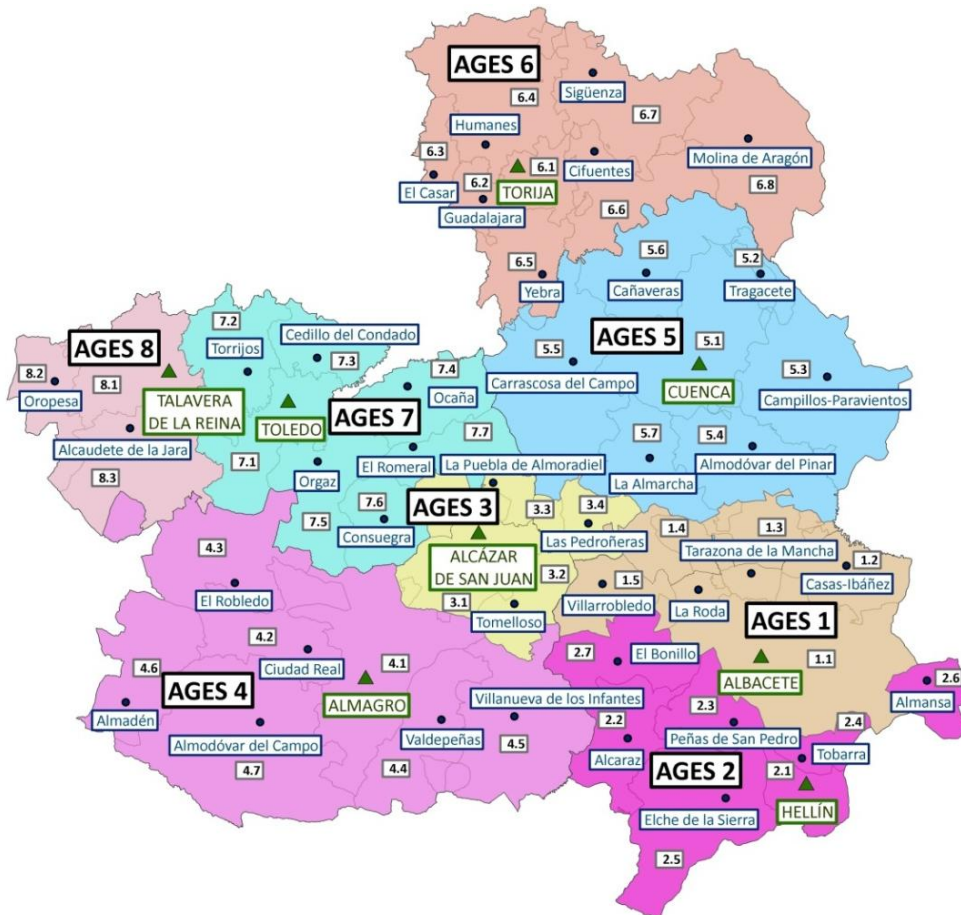 AGES 6
Sigüenza
6.4
6.7
Humanes
6.3
6.1
Cifuentes
Molina de Aragón
6.2
El Casar
TORIJA
6.8
Guadalajara
6.6
5.6
6.5
5.2
Yebra
Cañaveras
Tragacete
7.2
Cedillo del Condado
AGES 5
5.1
AGES 8
Torrijos
7.3
5.5
8.2
8.1
7.4
Carrascosa del Campo
CUENCA
5.3
Oropesa
TALAVERA
DE LA REINA
Ocaña
Campillos-Paravientos
TOLEDO
AGES 7
7.7
5.7
5.4
Alcaudete de la Jara
7.1
El Romeral
La Puebla de Almoradiel
Almodóvar del Pinar
8.3
Orgaz
La Almarcha
7.6
AGES 3
3.3
3.4
7.5
1.4
1.3
Consuegra
Las Pedroñeras
4.3
ALCÁZAR
DE SAN JUAN
Tarazona de la Mancha
1.2
3.2
1.5
Casas-Ibáñez
El Robledo
3.1
Villarrobledo
La Roda
Tomelloso
AGES 1
4.2
El Bonillo
4.6
Ciudad Real
4.1
2.7
1.1
AGES 4
ALBACETE
2.6
Almadén
ALMAGRO
Villanueva de los Infantes
2.3
Almansa
2.2
2.4
Almodóvar del Campo
Valdepeñas
4.5
Peñas de San Pedro
Alcaraz
Tobarra
4.7
4.4
AGES 2
2.1
HELLÍN
Elche de la Sierra
2.5